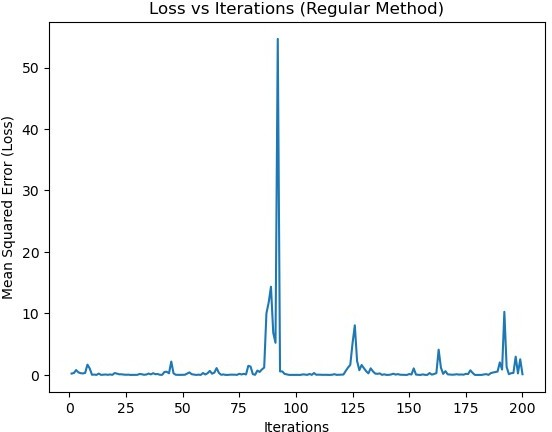 Loss vs Iterations (Regular Method)
Mean Squared Error (Loss)
50
40
30
20
10
0
0 25 50 75 100 125 150 175 200
Iterations